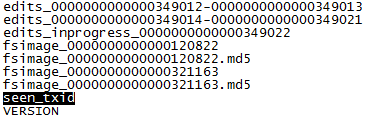 edits_0000000000000349012-0000000000000349013
edits_0000000000000349014-0000000000000349021
edits_inprogress_0000000000000349022
fsimage_0000000000000120822
fsimage_0000000000000120822.md5
fsimage_0000000000000321163
fsimage_0000000000000321163.md5
seen_txid
VERSION